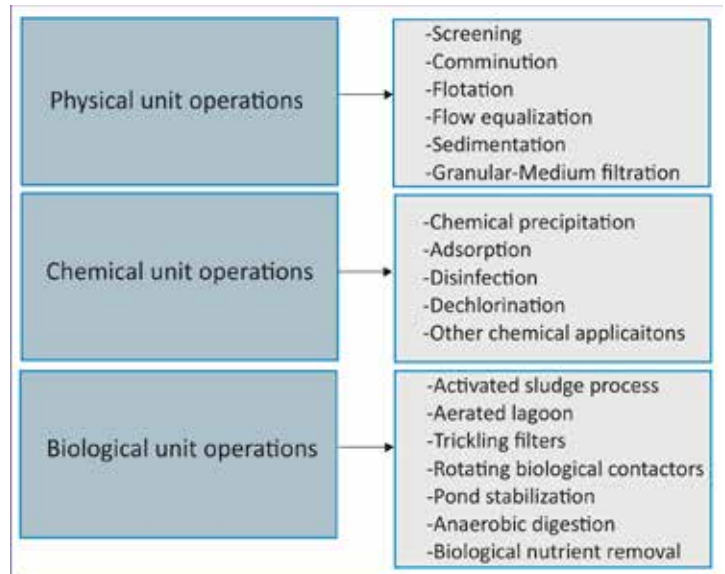 Physical unit operations
-Screening
-Comminution
-Flotation
-Flow equalization
-Sedimentation
-Granular-Medium filtration
Chemical unit operations
-Chemical precipitation
-Adsorption
-Disinfection
-Dechlorination
-Other chemical applicaitons
Biological unit operations
-Activated sludge process
-Aerated lagoon
-Trickling filters
-Rotating biological contactors
-Pond stabilization
-Anaerobic digestion
-Biological nutrient removal